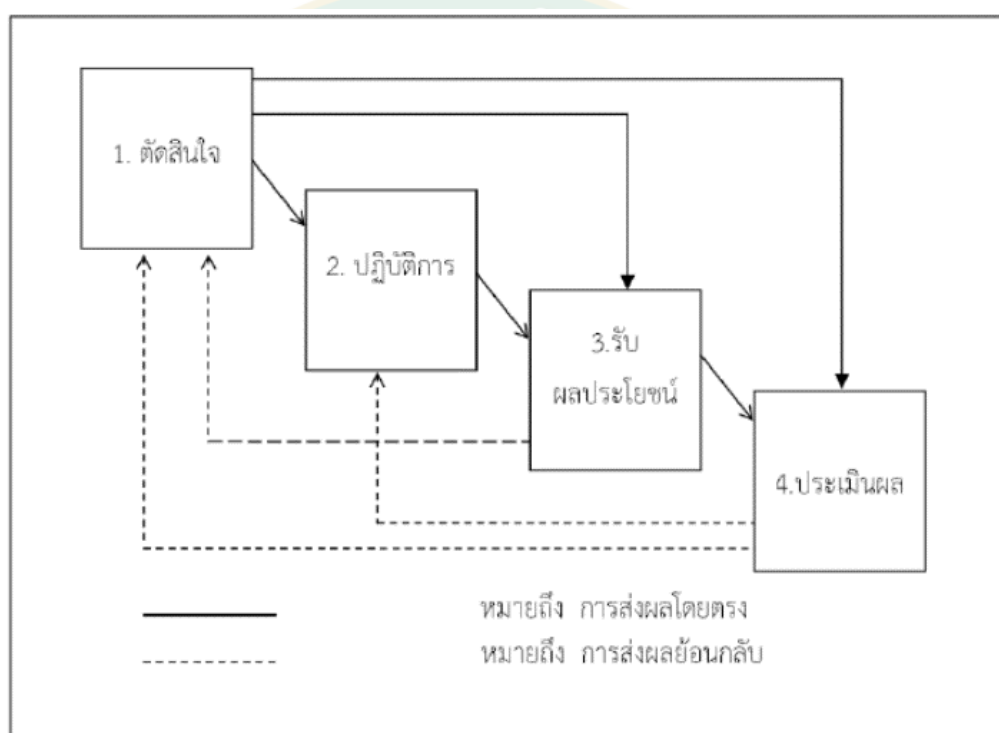 1. ตัดสินใจ
2. ปฏิบัติการ
3.รับ
ผลประโยชน์
4.ประเมินผล
หมายถึง การส่งผลโดยตรง
หมายถึง การส่งผลย้อนกลับ